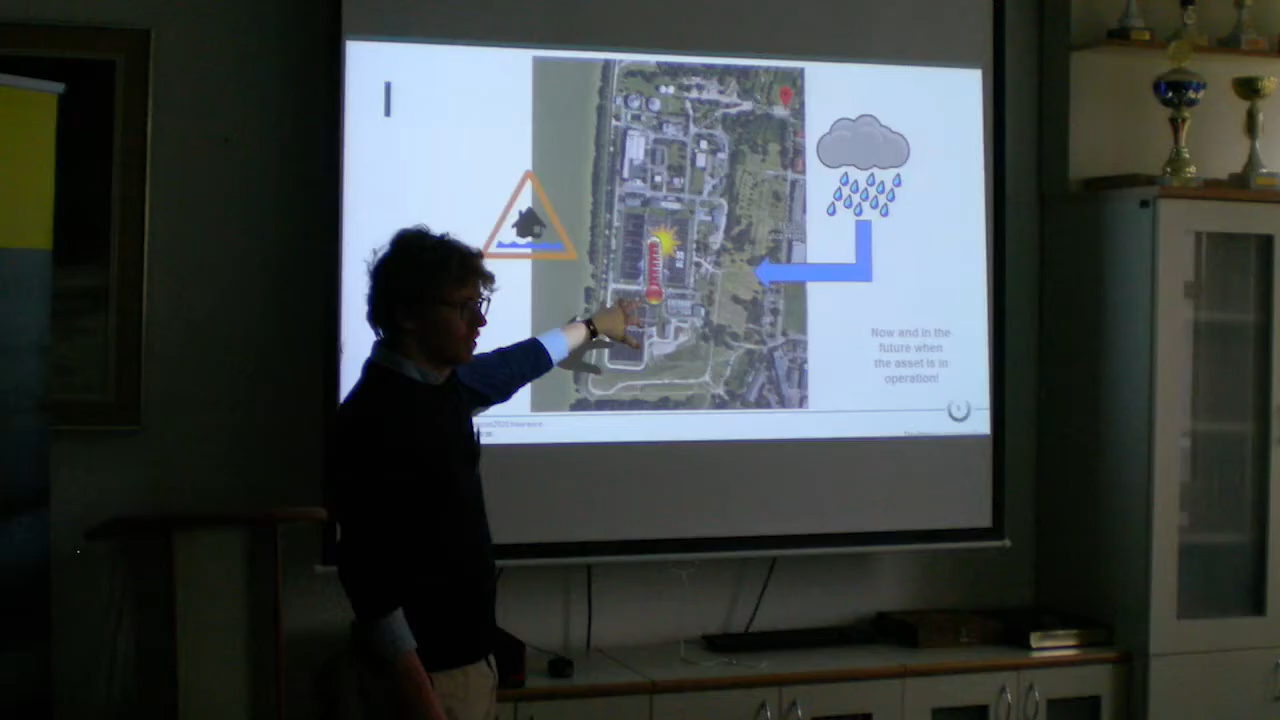 Now and in the
future when
the asset is in
operation!